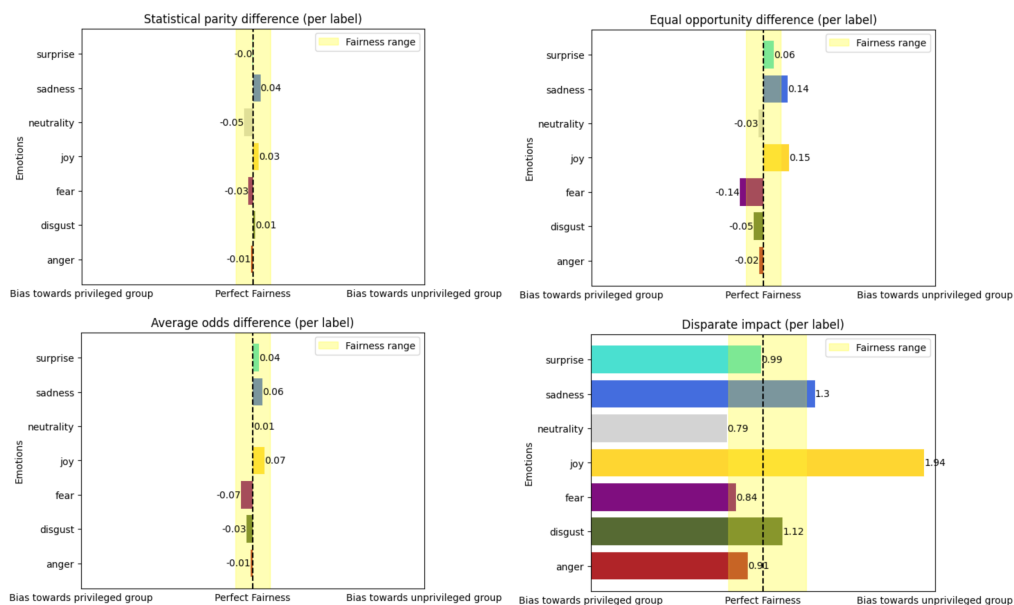 Statistical parity difference (per label)
Fairness range
Emotions
surprise -0.0
sadness 0.04
neutrality -0.05
joy 0.03
fear -0.03
disgust 0.01
anger -0.01
Bias towards privileged group Perfect Fairness Bias towards unprivileged group
Equal opportunity difference (per label)
Fairness range
Emotions
surprise 0.06
sadness 0.14
neutrality -0.03
joy 0.15
fear -0.14
disgust -0.05
anger -0.02
Bias towards privileged group Perfect Fairness Bias towards unprivileged group
Average odds difference (per label)
Fairness range
Emotions
surprise 0.04
sadness 0.06
neutrality 0.01
joy 0.07
fear -0.07
disgust -0.03
anger -0.01
Bias towards privileged group Perfect Fairness Bias towards unprivileged group
Disparate impact (per label)
Fairness range
Emotions
surprise 0.99
sadness 1.3
neutrality 0.79
joy 1.94
fear 0.84
disgust 1.12
anger 0.91
Bias towards privileged group Perfect Fairness Bias towards unprivileged group